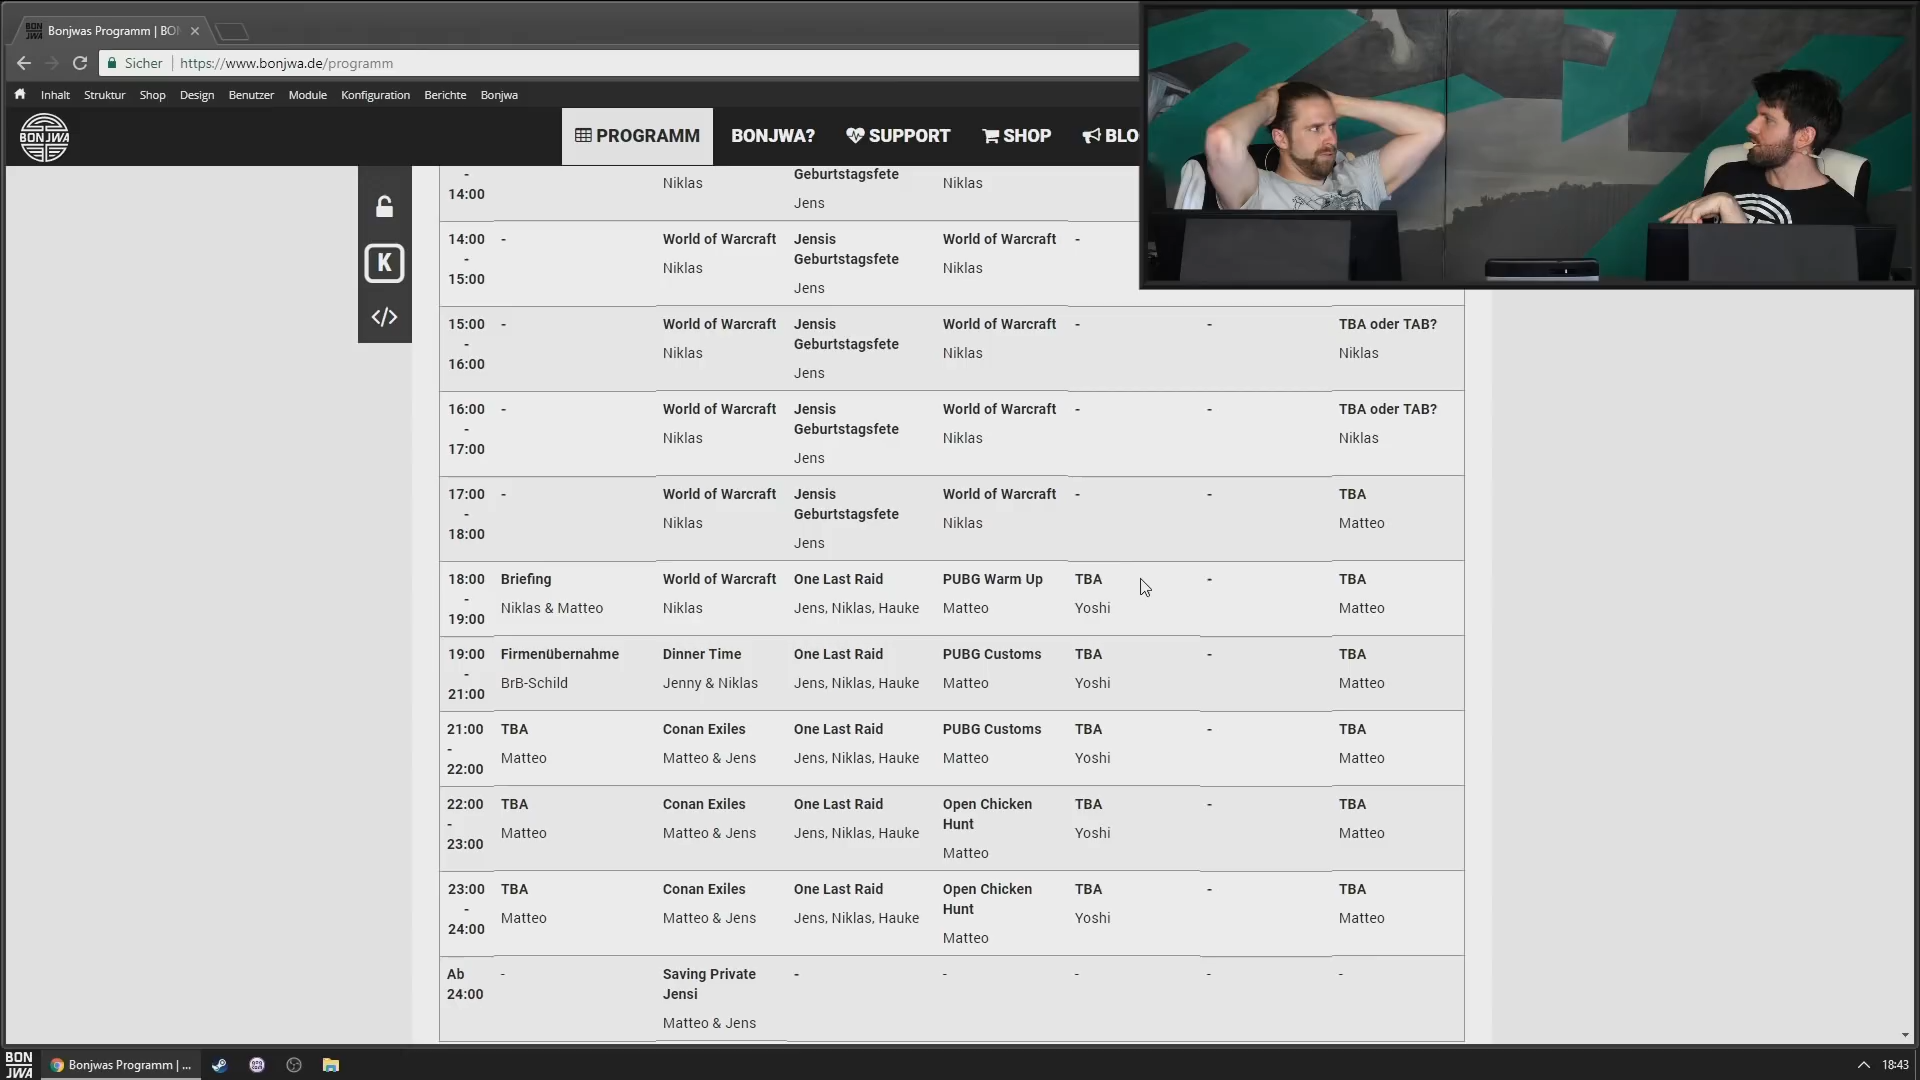 Bonjwas Programm | BO
Sicher
https://www.bonjwa.de/programm
Inhalt Struktur Shop Design Benutzer Module Konfiguration Berichte Bonjwa
BONJWA
PROGRAMM BONJWA? SUPPORT SHOP BLO
K
</>
- Niklas Geburtstagsfete Niklas
14:00 Jens
14:00 - World of Warcraft Jensis World of Warcraft -
- Niklas Geburtstagsfete Niklas
15:00 Jens
15:00 - World of Warcraft Jensis World of Warcraft - - TBA oder TAB?
- Niklas Geburtstagsfete Niklas Niklas
16:00 Jens
16:00 - World of Warcraft Jensis World of Warcraft - - TBA oder TAB?
- Niklas Geburtstagsfete Niklas Niklas
17:00 Jens
17:00 - World of Warcraft Jensis World of Warcraft - - TBA
- Niklas Geburtstagsfete Niklas Matteo
18:00 Jens
18:00 Briefing World of Warcraft One Last Raid PUBG Warm Up TBA - TBA
- Niklas & Matteo Niklas Jens, Niklas, Hauke Matteo Yoshi Matteo
19:00
19:00 Firmenübernahme Dinner Time One Last Raid PUBG Customs TBA - TBA
- BrB-Schild Jenny & Niklas Jens, Niklas, Hauke Matteo Yoshi Matteo
21:00
21:00 TBA Conan Exiles One Last Raid PUBG Customs TBA - TBA
- Matteo Matteo & Jens Jens, Niklas, Hauke Matteo Yoshi Matteo
22:00
22:00 TBA Conan Exiles One Last Raid Open Chicken TBA - TBA
- Matteo Matteo & Jens Jens, Niklas, Hauke Hunt Yoshi Matteo
23:00 Matteo
23:00 TBA Conan Exiles One Last Raid Open Chicken TBA - TBA
- Matteo Matteo & Jens Jens, Niklas, Hauke Hunt Yoshi Matteo
24:00 Matteo
Ab - Saving Private - - - - -
24:00 Jensi
Matteo & Jens
BON
JWA
Bonjwas Programm | ...
18:43